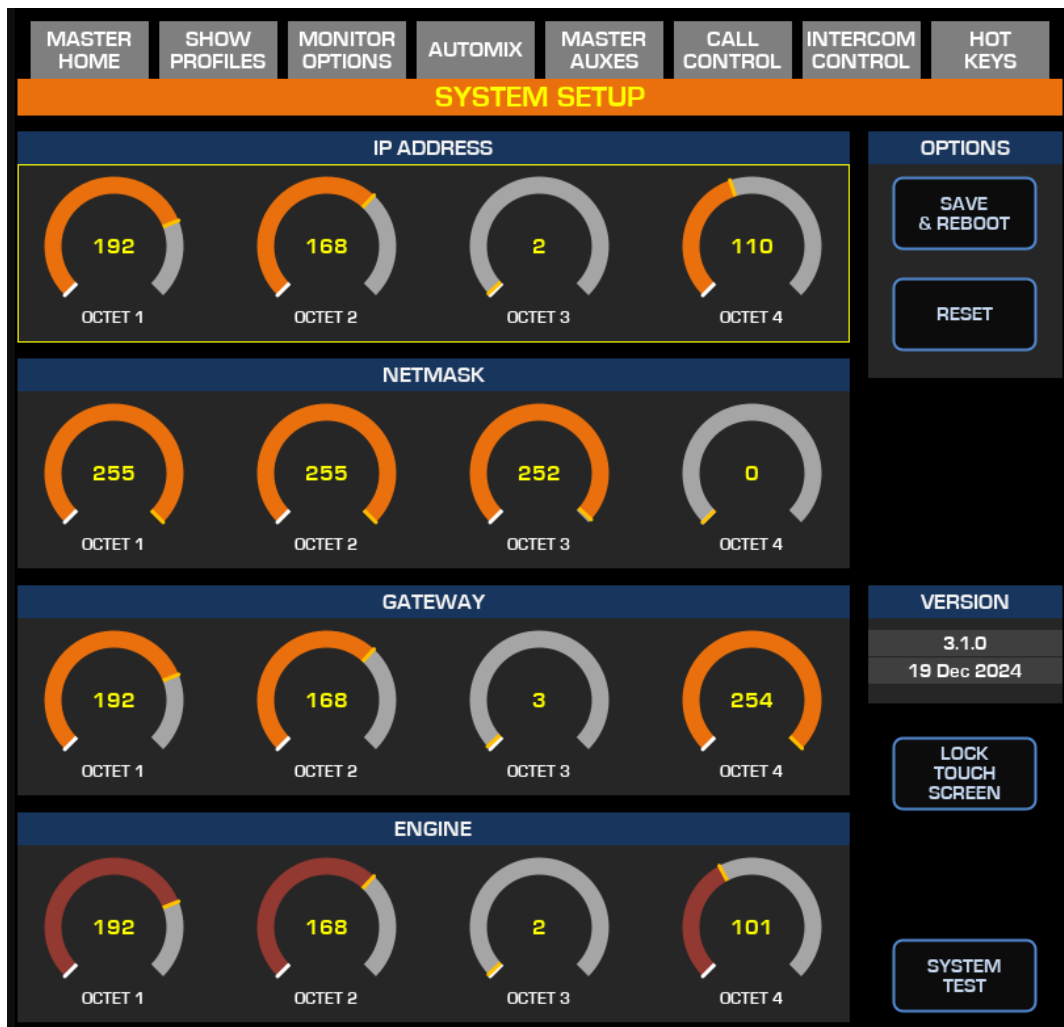 MASTER
HOME
SHOW
PROFILES
MONITOR
OPTIONS
AUTOMIX
MASTER
AUXES
CALL
CONTROL
INTERCOM
CONTROL
HOT
KEYS
SYSTEM SETUP
IP ADDRESS
192
168
2
110
OCTET 1
OCTET 2
OCTET 3
OCTET 4
NETMASK
255
255
252
0
OCTET 1
OCTET 2
OCTET 3
OCTET 4
GATEWAY
192
168
3
254
OCTET 1
OCTET 2
OCTET 3
OCTET 4
ENGINE
192
168
2
101
OCTET 1
OCTET 2
OCTET 3
OCTET 4
OPTIONS
SAVE
& REBOOT
RESET
VERSION
3.1.0
19 Dec 2024
LOCK
TOUCH
SCREEN
SYSTEM
TEST